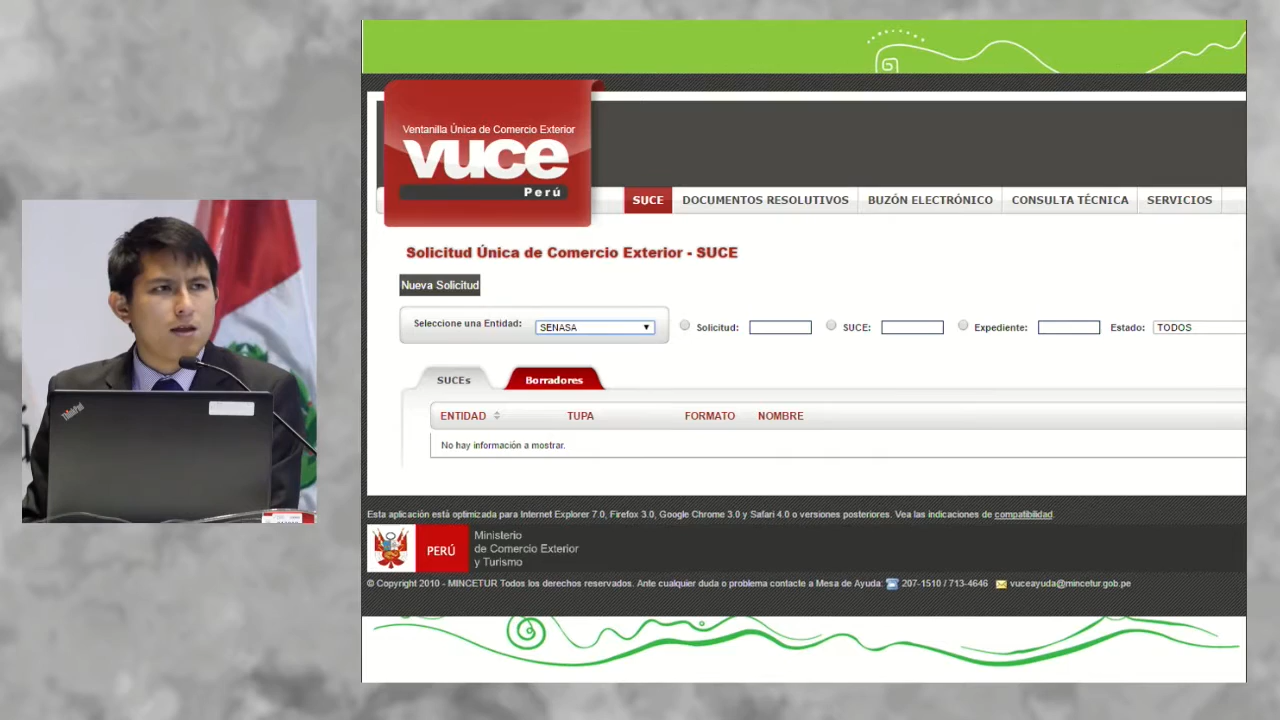 Ventanilla Única de Comercio Exterior
vuce
Perú
SUCE DOCUMENTOS RESOLUTIVOS BUZÓN ELECTRÓNICO CONSULTA TÉCNICA SERVICIOS
Solicitud Única de Comercio Exterior - SUCE
Nueva Solicitud
Seleccione una Entidad: SENASA Solicitud: SUCE: Expediente: Estado: TODOS
SUCEs Borradores
ENTIDAD TUPA FORMATO NOMBRE
No hay información a mostrar.
Esta aplicación está optimizada para Internet Explorer 7.0, Firefox 3.0, Google Chrome 3.0 y Safari 4.0 o versiones posteriores. Vea las indicaciones de compatibilidad.
PERÚ
Ministerio
de Comercio Exterior
y Turismo
© Copyright 2010 - MINCETUR Todos los derechos reservados. Ante cualquier duda o problema contacte a Mesa de Ayuda: 207-1510 / 713-4646 vuceayuda@mincetur.gob.pe
ThinkPad